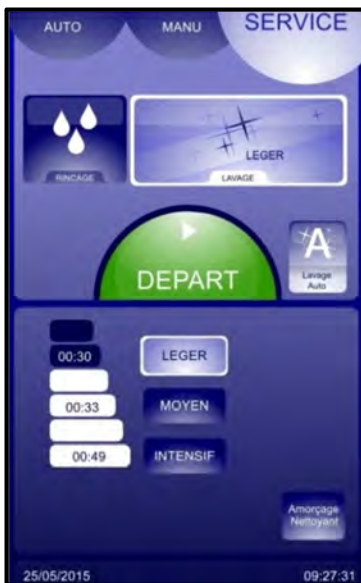 AUTO MANU SERVICE
LEGER
RINCAGE LAVAGE
DEPART
A
Lavage
Auto
00:30 LEGER
00:33 MOYEN
00:49 INTENSIF
Amorçage
Nettoyant
25/05/2015 09:27:31